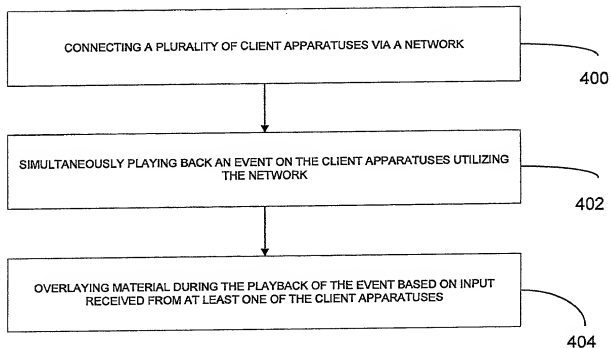 CONNECTING A PLURALITY OF CLIENT APPARATUSES VIA A NETWORK
400
SIMULTANEOUSLY PLAYING BACK AN EVENT ON THE CLIENT APPARATUSES UTILIZING
THE NETWORK
402
OVERLAYING MATERIAL DURING THE PLAYBACK OF THE EVENT BASED ON INPUT
RECEIVED FROM AT LEAST ONE OF THE CLIENT APPARATUSES
404